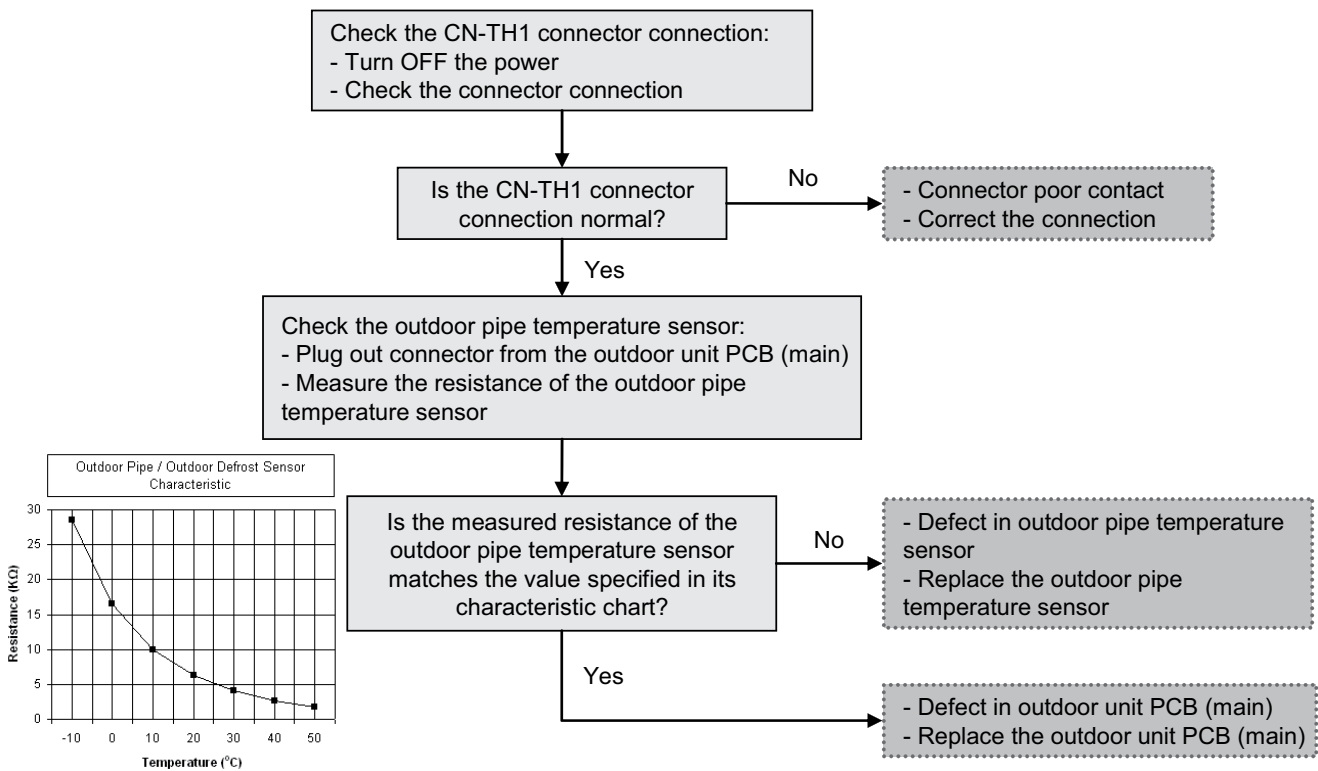 Check the CN-TH1 connector connection:
- Turn OFF the power
- Check the connector connection
Is the CN-TH1 connector
connection normal?
No
- Connector poor contact
- Correct the connection
Yes
Check the outdoor pipe temperature sensor:
- Plug out connector from the outdoor unit PCB (main)
- Measure the resistance of the outdoor pipe
temperature sensor
Outdoor Pipe / Outdoor Defrost Sensor
Characteristic
Resistance (KΩ)
30
25
20
15
10
5
0
-10 0 10 20 30 40 50
Temperature (°C)
Is the measured resistance of the
outdoor pipe temperature sensor
matches the value specified in its
characteristic chart?
No
- Defect in outdoor pipe temperature
sensor
- Replace the outdoor pipe
temperature sensor
Yes
- Defect in outdoor unit PCB (main)
- Replace the outdoor unit PCB (main)